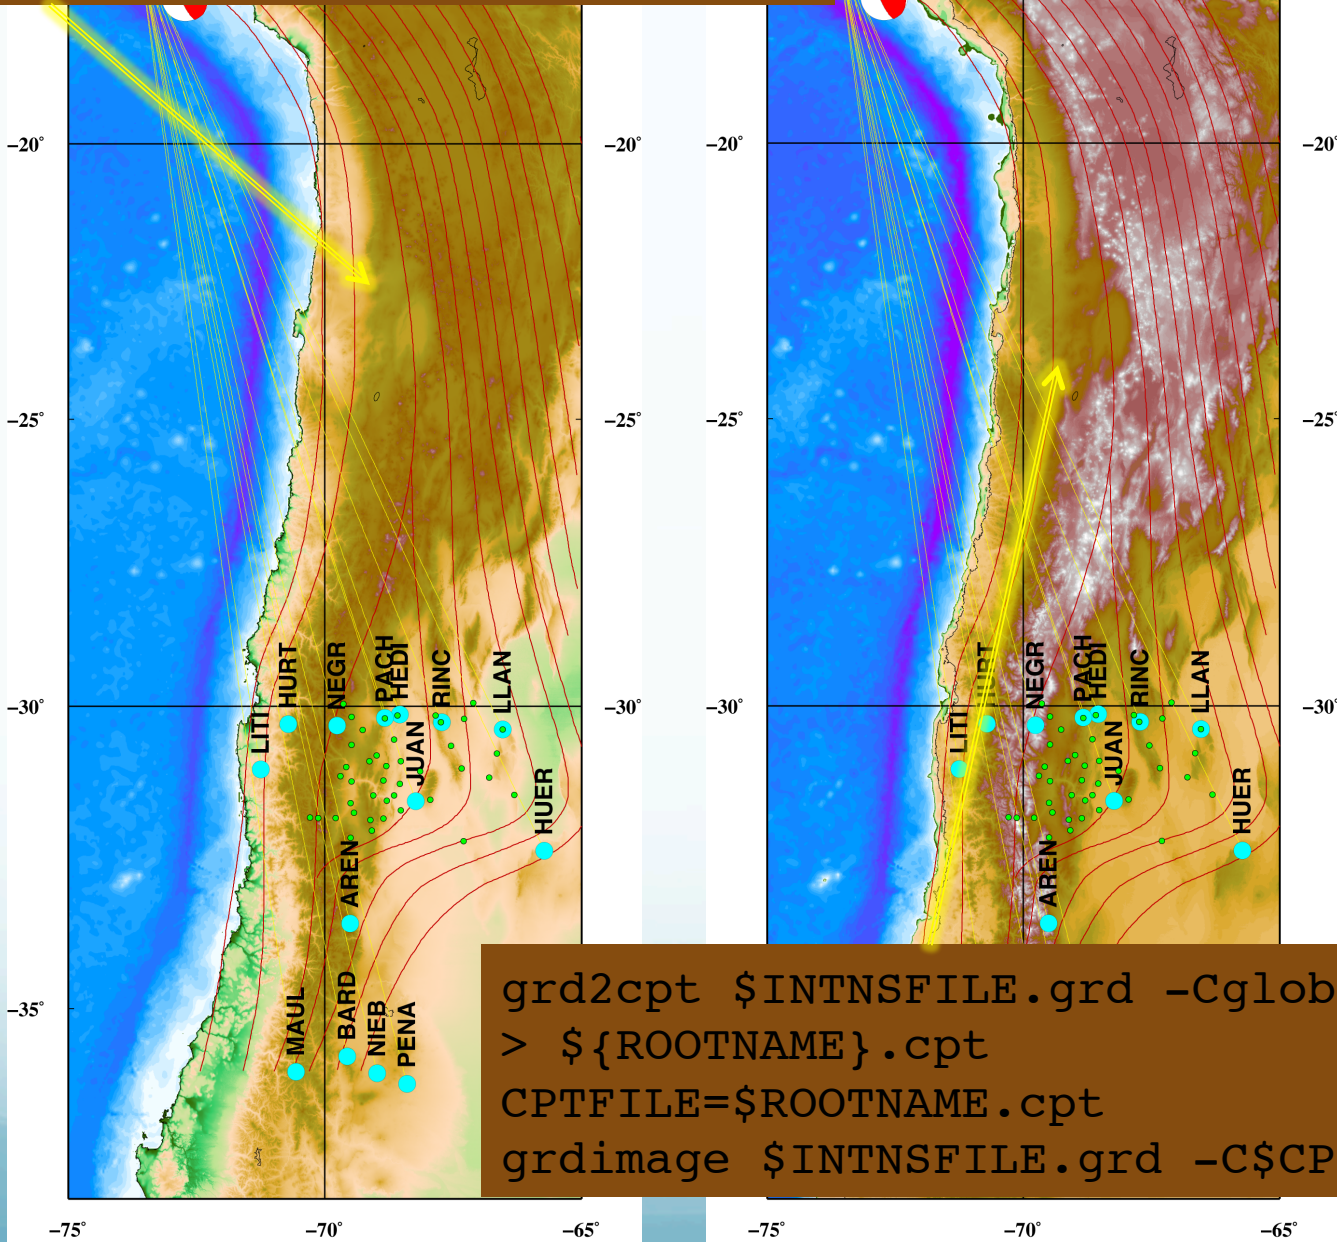 −20°
−20°
−20°
−20°
−25°
−25°
−25°
−25°
−30°
−30°
−30°
−30°
−35°
−75°
−70°
−65°
−75°
−70°
−65°
LITI
HURT
NEGR
PACH
HEDI
RINC
LLAN
JUAN
HUER
AREN
MAUL
BARD
NIEB
PENA
LITI
HURT
NEGR
PACH
HEDI
RINC
LLAN
JUAN
HUER
AREN
grd2cpt $INTNSFILE.grd -Cglob
> ${ROOTNAME}.cpt
CPTFILE=$ROOTNAME.cpt
grdimage $INTNSFILE.grd -C$CP